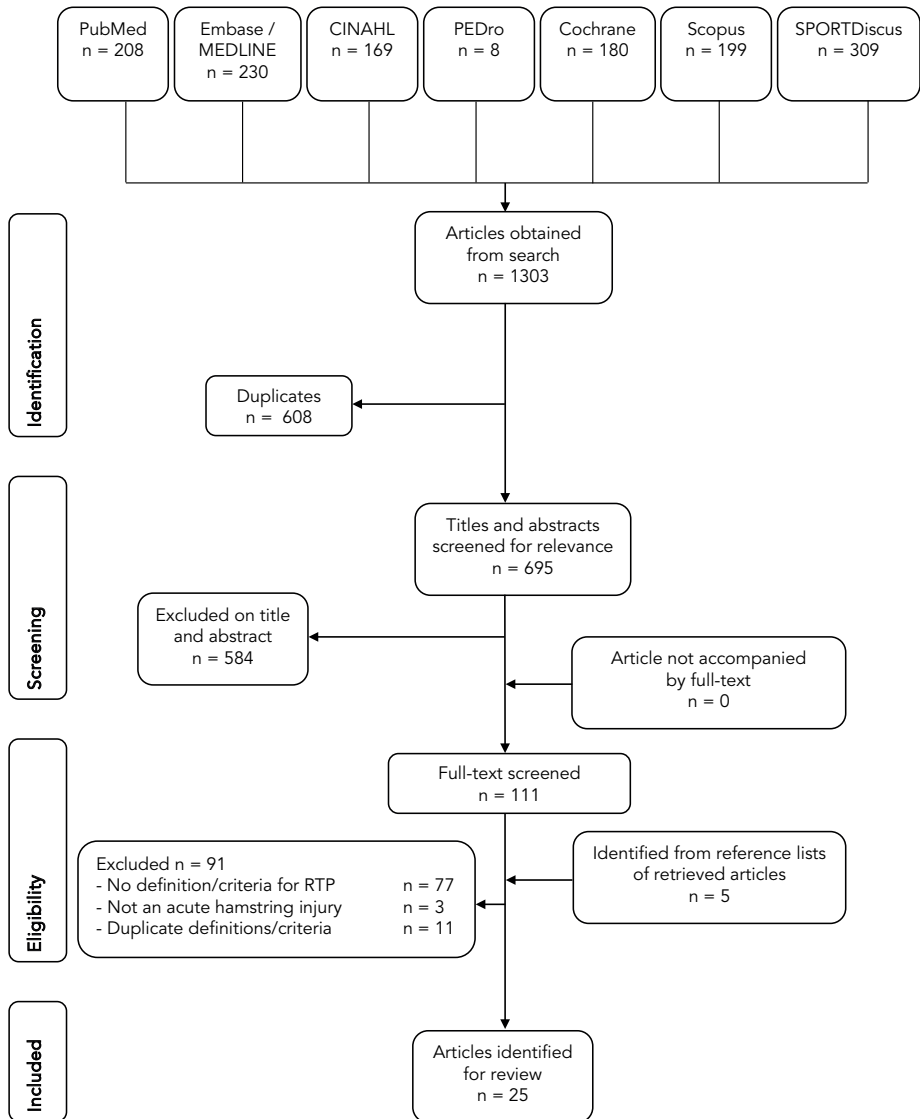 PubMed
n = 208
Embase /
MEDLINE
n = 230
CINAHL
n = 169
PEDro
n = 8
Cochrane
n = 180
Scopus
n = 199
SPORTDiscus
n = 309
Identification
Articles obtained
from search
n = 1303
Duplicates
n = 608
Screening
Titles and abstracts
screened for relevance
n = 695
Excluded on title
and abstract
n = 584
Article not accompanied
by full-text
n = 0
Eligibility
Full-text screened
n = 111
Identified from reference lists
of retrieved articles
n = 5
Excluded n = 91
- No definition/criteria for RTP n = 77
- Not an acute hamstring injury n = 3
- Duplicate definitions/criteria n = 11
Included
Articles identified
for review
n = 25